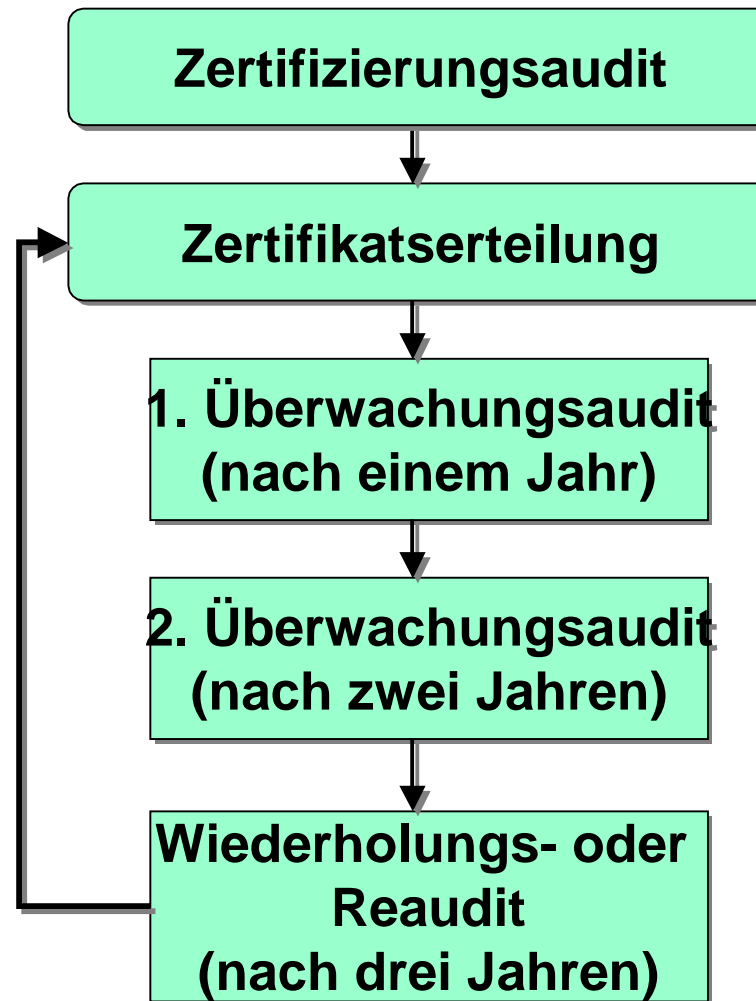 Zertifizierungsaudit
Zertifikatserteilung
1. Überwachungsaudit
(nach einem Jahr)
2. Überwachungsaudit
(nach zwei Jahren)
Wiederholungs- oder
Reaudit
(nach drei Jahren)